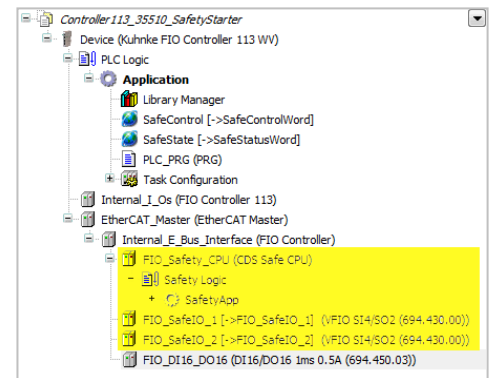 Controller113_35510_SafetyStarter
Device (Kuhnke FIO Controller 113 WV)
PLC Logic
Application
Library Manager
SafeControl [->SafeControlWord]
SafeState [->SafeStatusWord]
PLC_PRG (PRG)
Task Configuration
Internal_I_Os (FIO Controller 113)
EtherCAT_Master (EtherCAT Master)
Internal_E_Bus_Interface (FIO Controller)
FIO_Safety_CPU (CDS Safe CPU)
Safety Logic
SafetyApp
FIO_SafeIO_1 [->FIO_SafeIO_1] (VFIO SI4/SO2 (694.430.00))
FIO_SafeIO_2 [->FIO_SafeIO_2] (VFIO SI4/SO2 (694.430.00))
FIO_DI16_DO16 (DI16/DO16 1ms 0.5A (694.450.03))